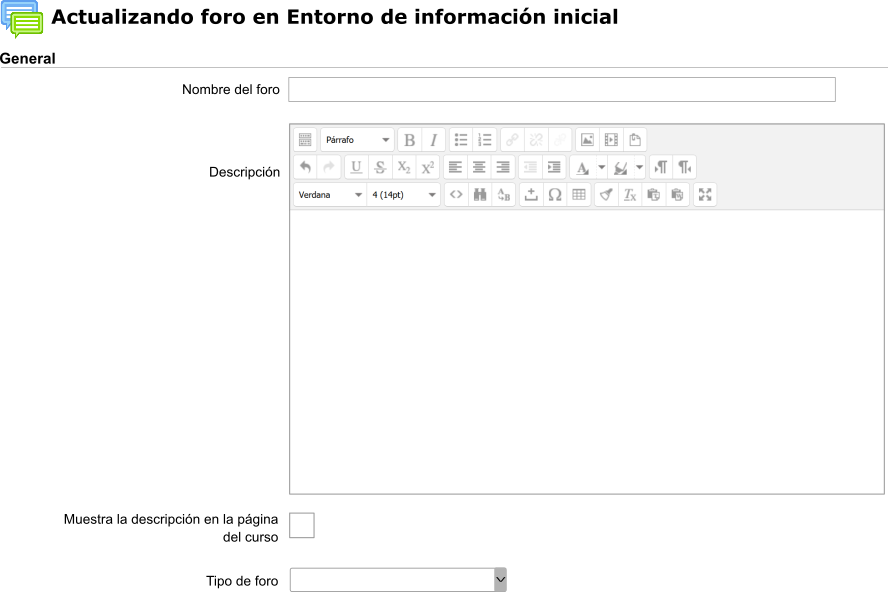 Actualizando foro en Entorno de información inicial
General
Nombre del foro
Párrafo
Descripción
Verdana 4 (14pt)
Muestra la descripción en la página
del curso
Tipo de foro